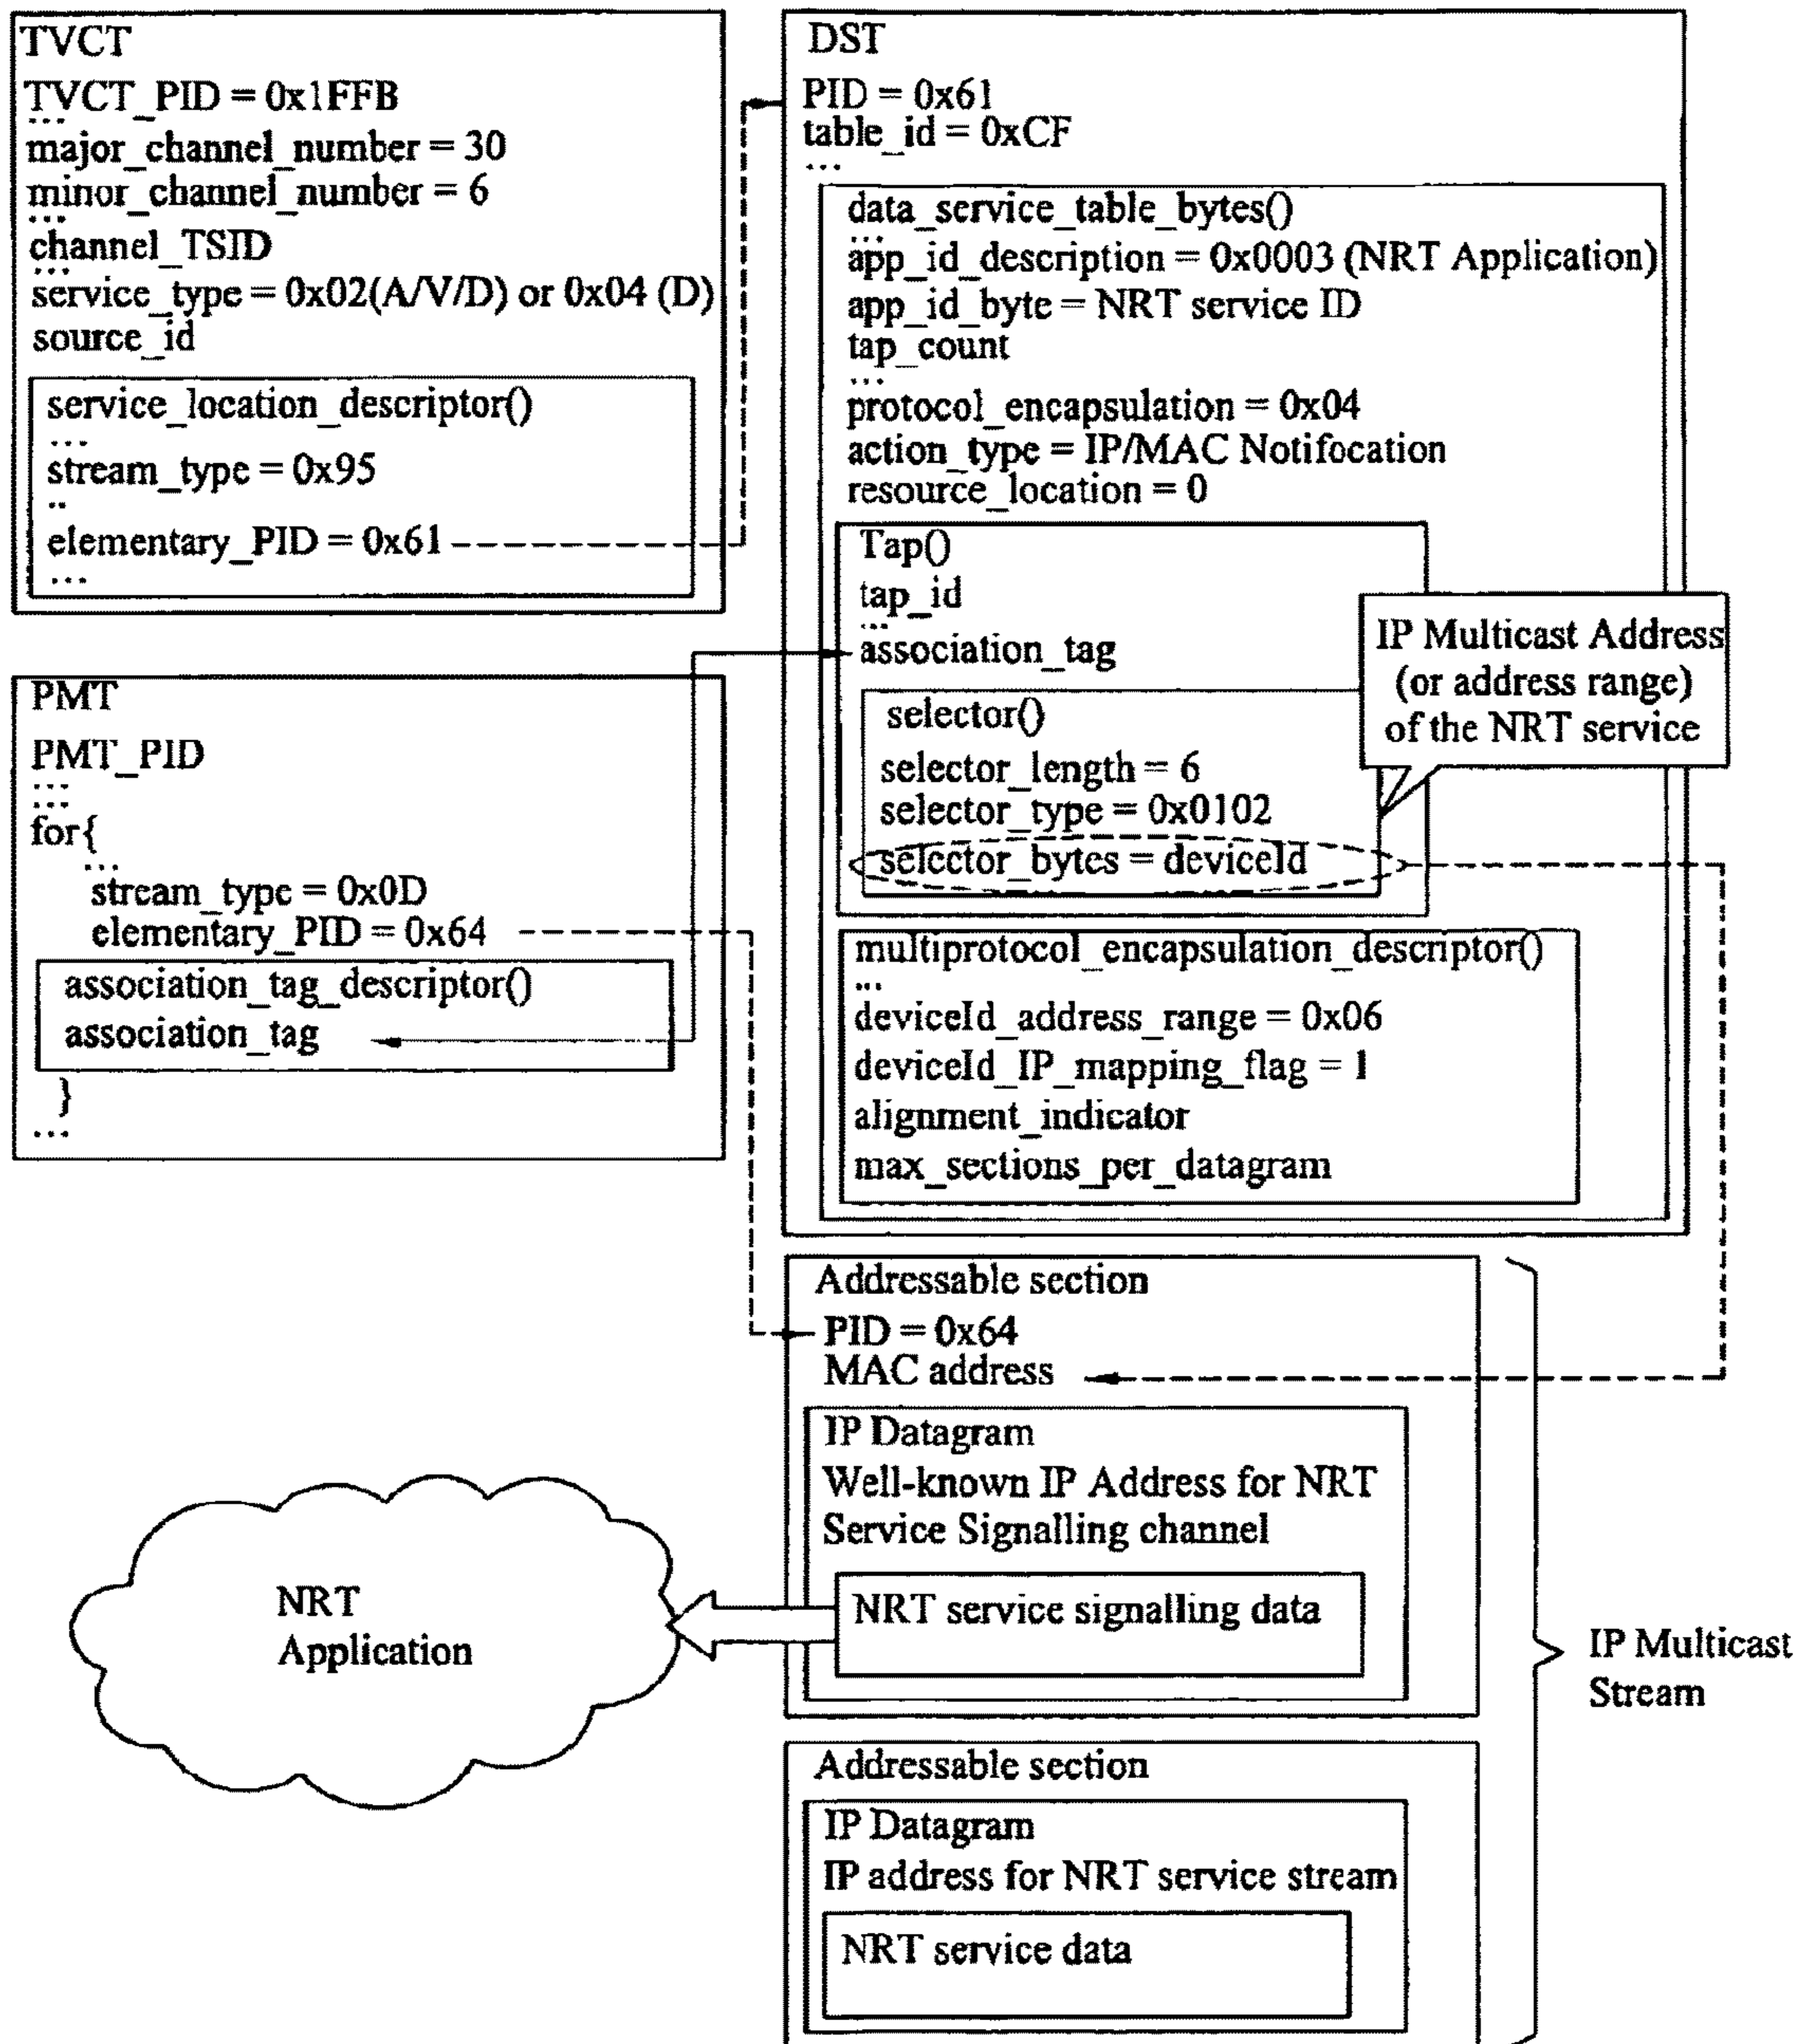 TVCT
TVCT_PID = 0x1FFB
...
major_channel_number = 30
minor_channel_number = 6
...
channel_TSID
...
service_type = 0x02(A/V/D) or 0x04 (D)
source_id
service_location_descriptor()
...
stream_type = 0x95
..
elementary_PID = 0x61
...
PMT
PMT_PID
...
...
for{
...
stream_type = 0x0D
elementary_PID = 0x64
association_tag_descriptor()
association_tag
}
...
DST
PID = 0x61
table_id = 0xCF
...
data_service_table_bytes()
...
app_id_description = 0x0003 (NRT Application)
app_id_byte = NRT service ID
tap_count
...
protocol_encapsulation = 0x04
action_type = IP/MAC Notifocation
resource_location = 0
Tap()
tap_id
...
association_tag
selector()
selector_length = 6
selector_type = 0x0102
selector_bytes = deviceId
IP Multicast Address
(or address range)
of the NRT service
multiprotocol_encapsulation_descriptor()
...
deviceId_address_range = 0x06
deviceId_IP_mapping_flag = 1
alignment_indicator
max_sections_per_datagram
Addressable section
PID = 0x64
MAC address
IP Datagram
Well-known IP Address for NRT
Service Signalling channel
NRT service signalling data
NRT
Application
IP Multicast
Stream
Addressable section
IP Datagram
IP address for NRT service stream
NRT service data